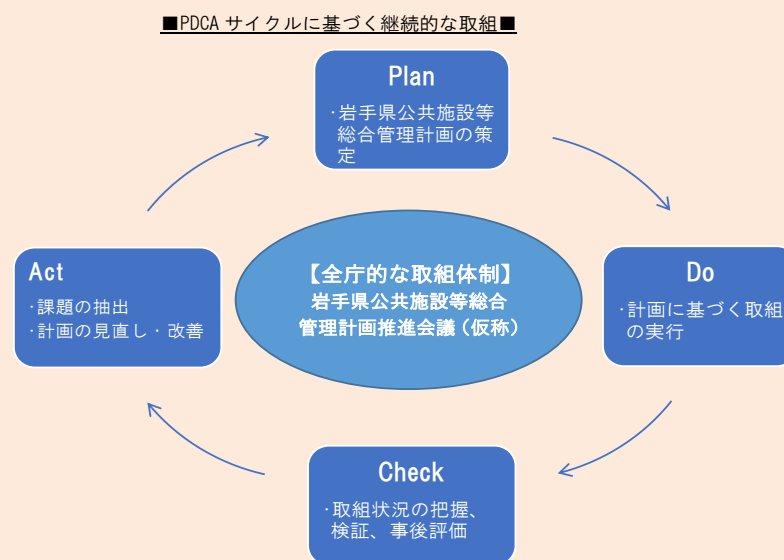 ■PDCA サイクルに基づく継続的な取組■
Plan
・岩手県公共施設等
総合管理計画の策
定
Act
・課題の抽出
・計画の見直し・改善
【全庁的な取組体制】
岩手県公共施設等総合
管理計画推進会議(仮称)
Do
・計画に基づく取組
の実行
Check
・取組状況の把握、
検証、事後評価